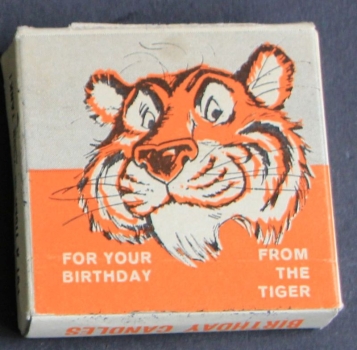 FOR YOUR
BIRTHDAY
FROM
THE
TIGER
BIRTHDAY CANDLES